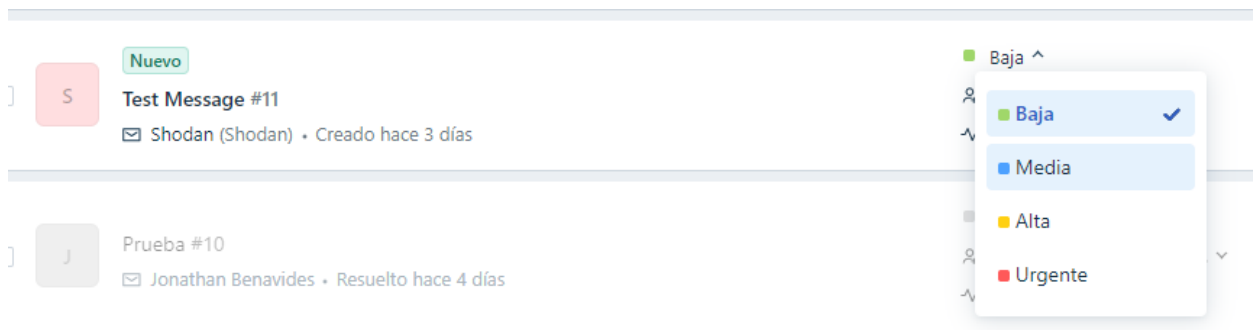 Nuevo
Baja
S
Test Message #11
Shodan (Shodan) • Creado hace 3 días
Baja
Media
Alta
Urgente
J
Prueba #10
Jonathan Benavides • Resuelto hace 4 días